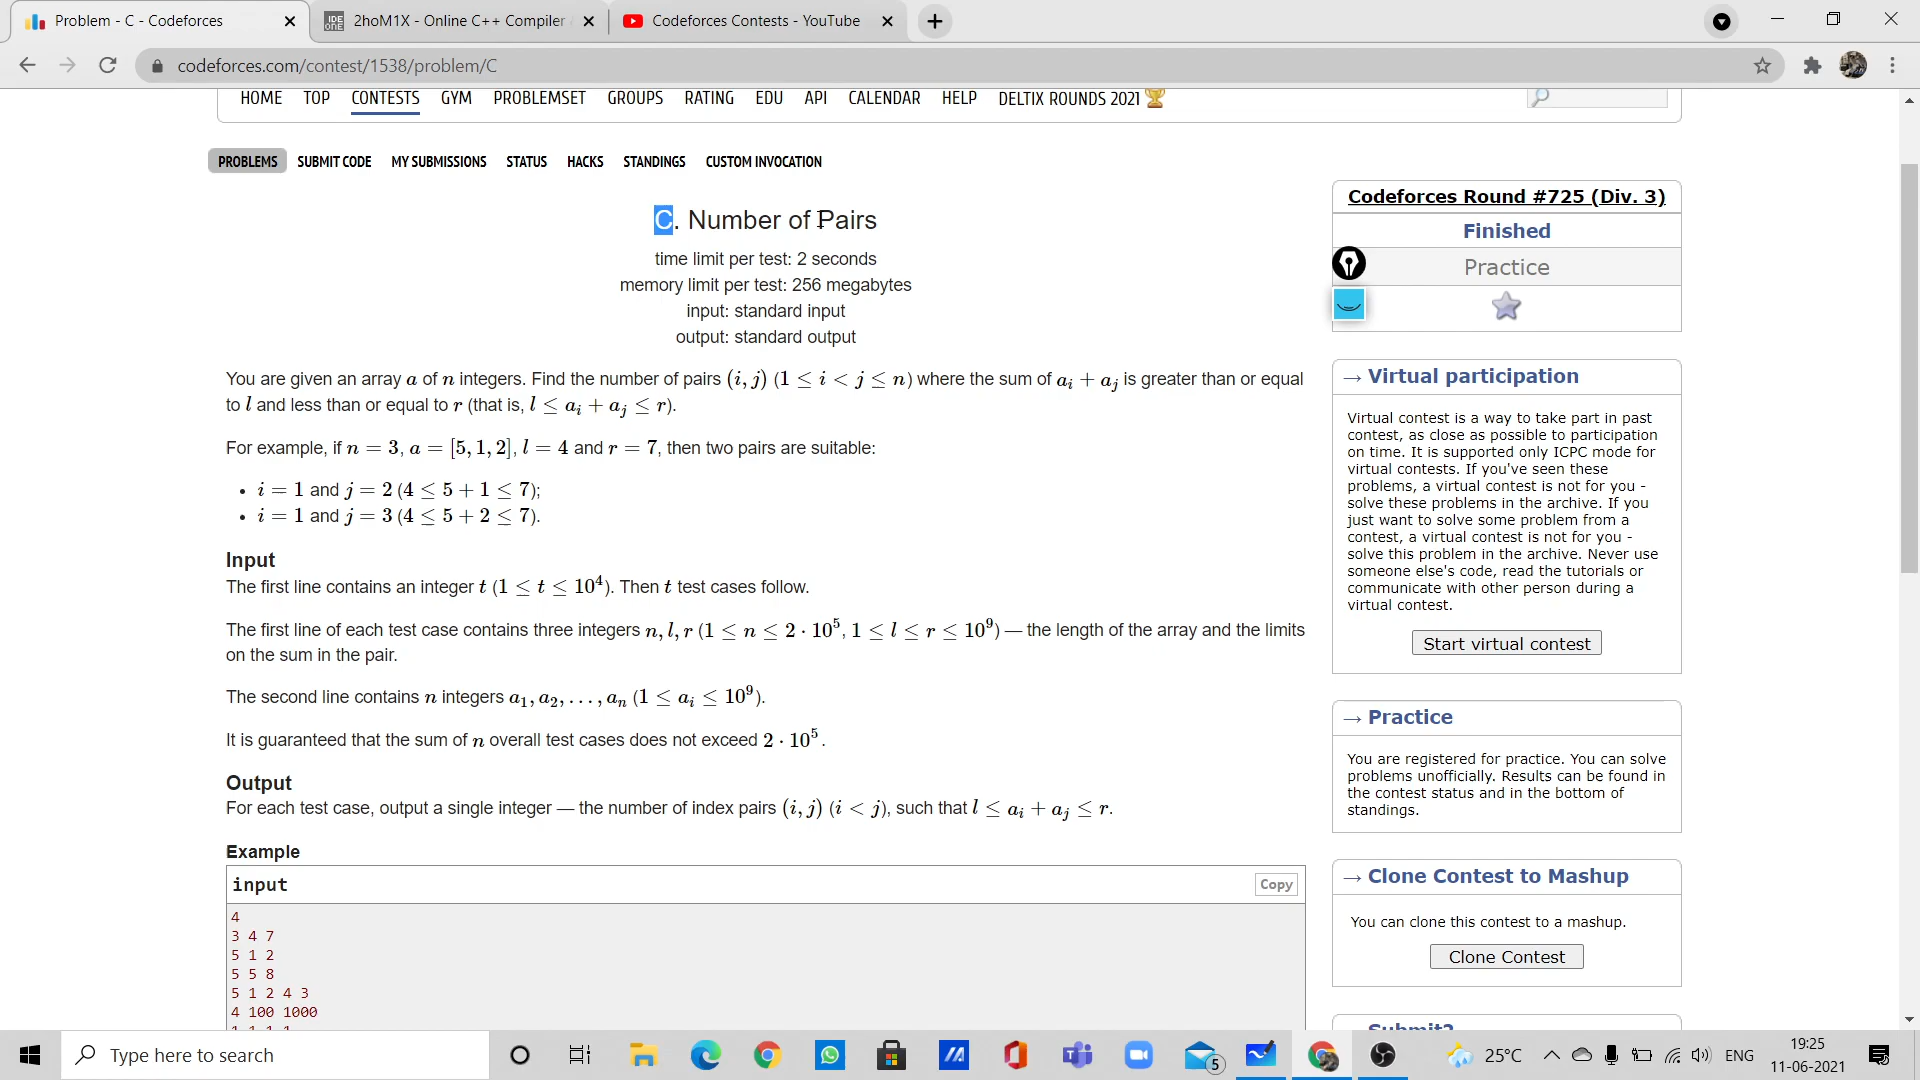 Problem - C - Codeforces
2hoM1X - Online C++ Compiler
Codeforces Contests - YouTube
codeforces.com/contest/1538/problem/C
HOME TOP CONTESTS GYM PROBLEMSET GROUPS RATING EDU API CALENDAR HELP DELTIX ROUNDS 2021
PROBLEMS SUBMIT CODE MY SUBMISSIONS STATUS HACKS STANDINGS CUSTOM INVOCATION
C. Number of Pairs
time limit per test: 2 seconds
memory limit per test: 256 megabytes
input: standard input
output: standard output
You are given an array a of n integers. Find the number of pairs (i, j) (1 ≤ i < j ≤ n) where the sum of a_i + a_j is greater than or equal
to l and less than or equal to r (that is, l ≤ a_i + a_j ≤ r).
For example, if n = 3, a = [5, 1, 2], l = 4 and r = 7, then two pairs are suitable:
• i = 1 and j = 2 (4 ≤ 5 + 1 ≤ 7);
• i = 1 and j = 3 (4 ≤ 5 + 2 ≤ 7).
Input
The first line contains an integer t (1 ≤ t ≤ 10^4). Then t test cases follow.
The first line of each test case contains three integers n, l, r (1 ≤ n ≤ 2 · 10^5, 1 ≤ l ≤ r ≤ 10^9) — the length of the array and the limits
on the sum in the pair.
The second line contains n integers a_1, a_2, ..., a_n (1 ≤ a_i ≤ 10^9).
It is guaranteed that the sum of n overall test cases does not exceed 2 · 10^5.
Output
For each test case, output a single integer — the number of index pairs (i, j) (i < j), such that l ≤ a_i + a_j ≤ r.
Example
input
Copy
4
3 4 7
5 1 2
5 5 8
5 1 2 4 3
4 100 1000
1 1 1 1
Codeforces Round #725 (Div. 3)
Finished
Practice
→ Virtual participation
Virtual contest is a way to take part in past
contest, as close as possible to participation
on time. It is supported only ICPC mode for
virtual contests. If you've seen these
problems, a virtual contest is not for you -
solve these problems in the archive. If you
just want to solve some problem from a
contest, a virtual contest is not for you -
solve this problem in the archive. Never use
someone else's code, read the tutorials or
communicate with other person during a
virtual contest.
Start virtual contest
→ Practice
You are registered for practice. You can solve
problems unofficially. Results can be found in
the contest status and in the bottom of
standings.
→ Clone Contest to Mashup
You can clone this contest to a mashup.
Clone Contest
Submit?
Type here to search
5
25°C
ENG
19:25
11-06-2021